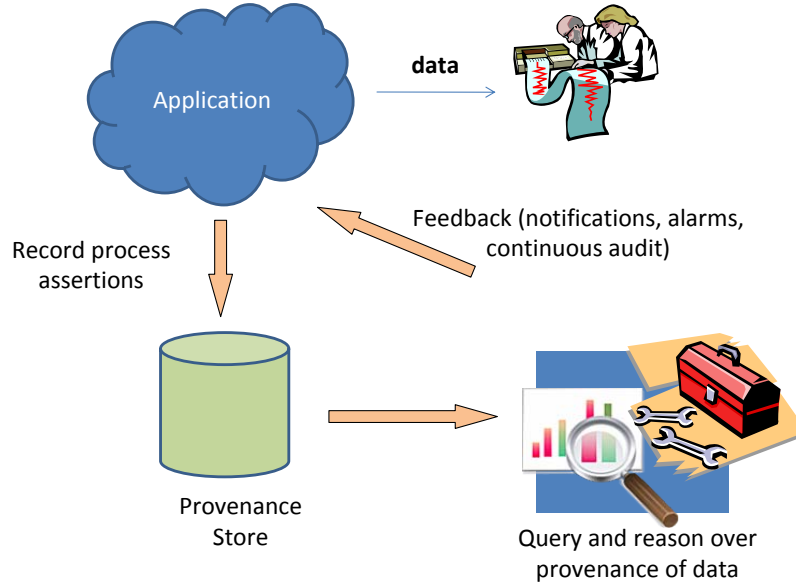 data
Application
Feedback (notifications, alarms,
continuous audit)
Record process
assertions
Provenance
Store
Query and reason over
provenance of data